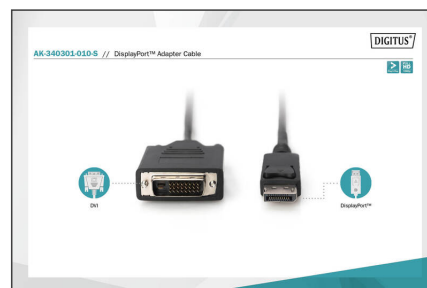 DIGITUS®
AK-340301-010-S // DisplayPort™ Adapter Cable
DVI
DisplayPort™